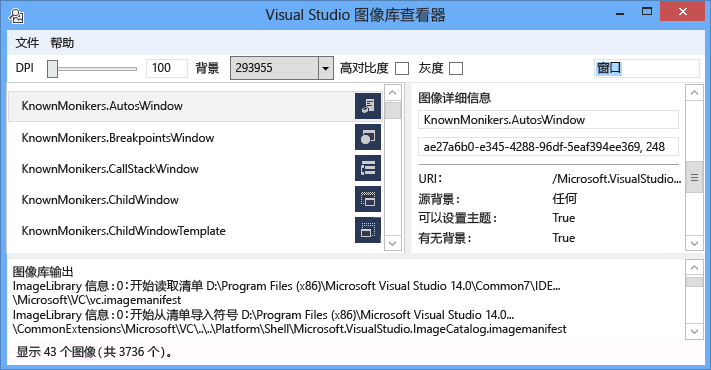 Visual Studio 图像库查看器
文件 帮助
DPI 100 背景 293955 高对比度 灰度 窗口
KnownMonikers.AutosWindow
KnownMonikers.BreakpointsWindow
KnownMonikers.CallStackWindow
KnownMonikers.ChildWindow
KnownMonikers.ChildWindowTemplate
图像详细信息
KnownMonikers.AutosWindow
ae27a6b0-e345-4288-96df-5eaf394ee369, 248
URI: /Microsoft.VisualStudio...
源背景: 任何
可以设置主题: True
有无背景: True
图像库输出
ImageLibrary 信息:0:开始读取清单 D:\Program Files (x86)\Microsoft Visual Studio 14.0\Common7\IDE...
\Microsoft\VC\vc.imagemanifest
ImageLibrary 信息:0:开始从清单导入符号 D:\Program Files (x86)\Microsoft Visual Studio 14.0...
\CommonExtensions\Microsoft\VC\..\..\Platform\Shell\Microsoft.VisualStudio.ImageCatalog.imagemanifest
显示 43 个图像(共 3736 个)。